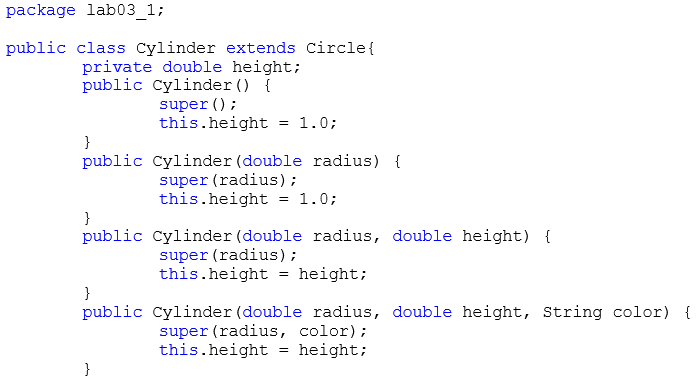 package lab03_1;
public class Cylinder extends Circle{
private double height;
public Cylinder() {
super();
this.height = 1.0;
}
public Cylinder(double radius) {
super(radius);
this.height = 1.0;
}
public Cylinder(double radius, double height) {
super(radius);
this.height = height;
}
public Cylinder(double radius, double height, String color) {
super(radius, color);
this.height = height;
}